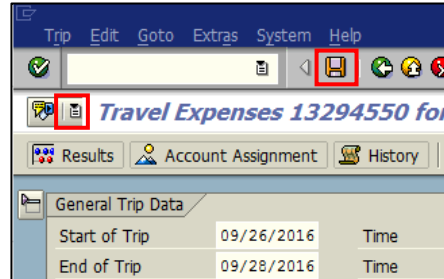 Trip Edit Goto Extras System Help
Travel Expenses 13294550 for
Results Account Assignment History
General Trip Data
Start of Trip 09/26/2016 Time
End of Trip 09/28/2016 Time